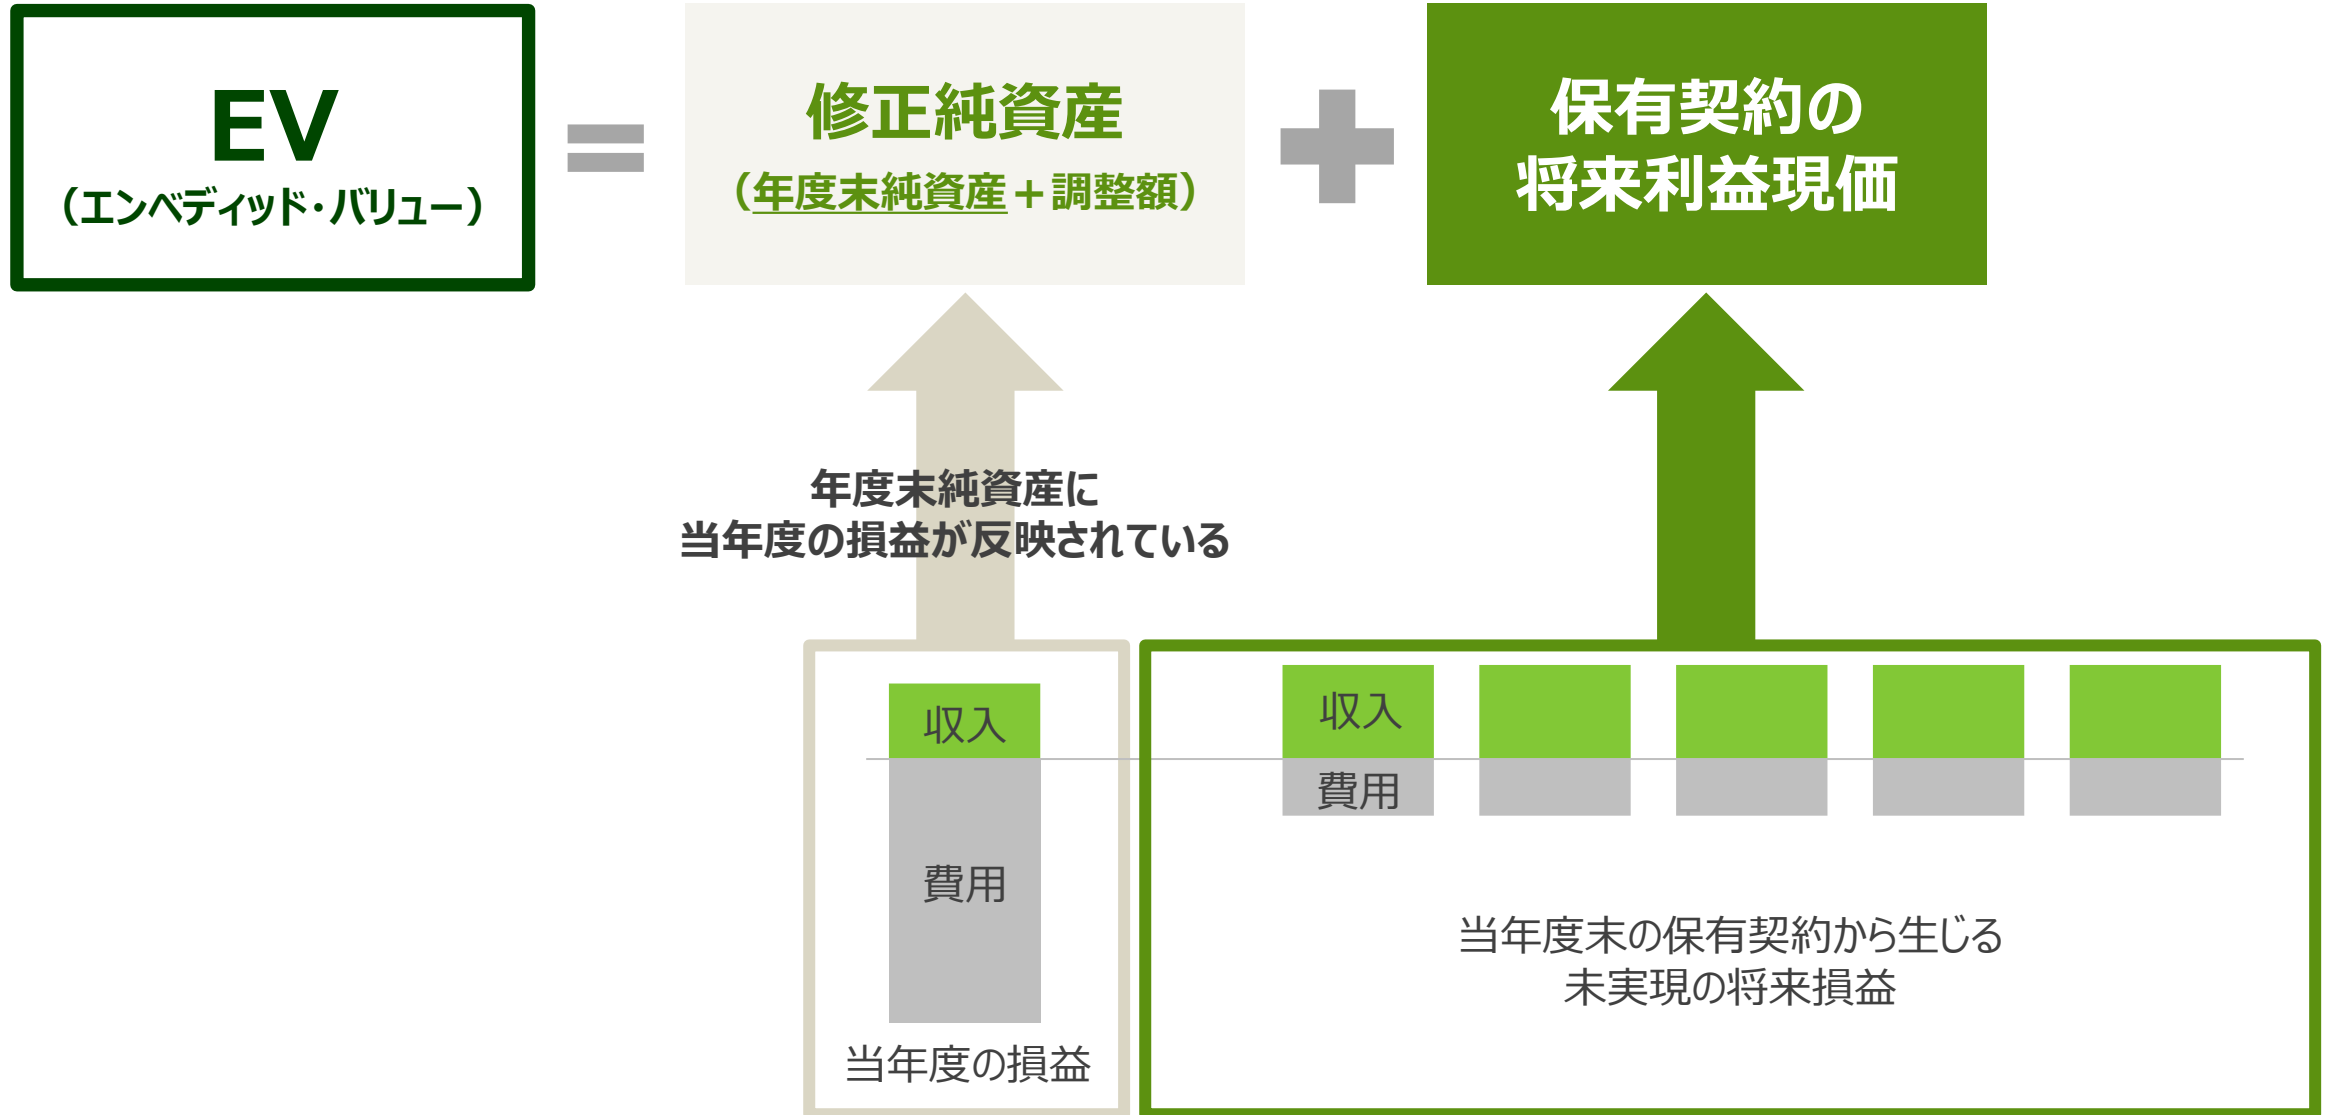 EV
（エンベディッド・バリュー）
＝
修正純資産
（年度末純資産＋調整額）
＋
保有契約の
将来利益現価
年度末純資産に
当年度の損益が反映されている
収入
費用
当年度の損益
収入
費用
当年度末の保有契約から生じる
未実現の将来損益